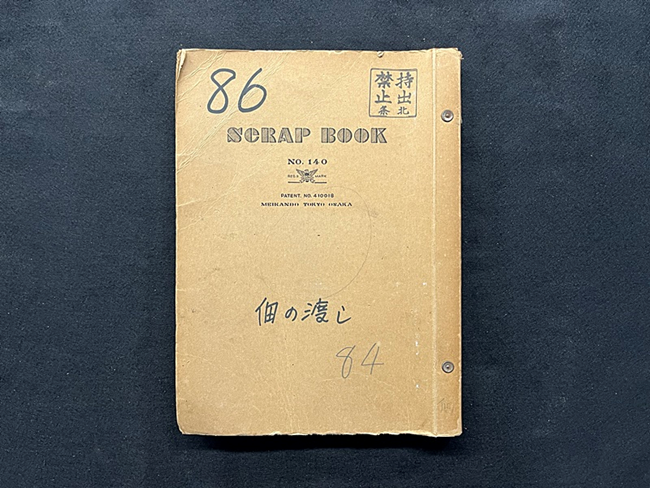 86
持出
禁止
北条
SCRAP BOOK
NO. 140
PATENT. NO. 410018
MEIKANDO TOKYO OSAKA
佃の渡し
84